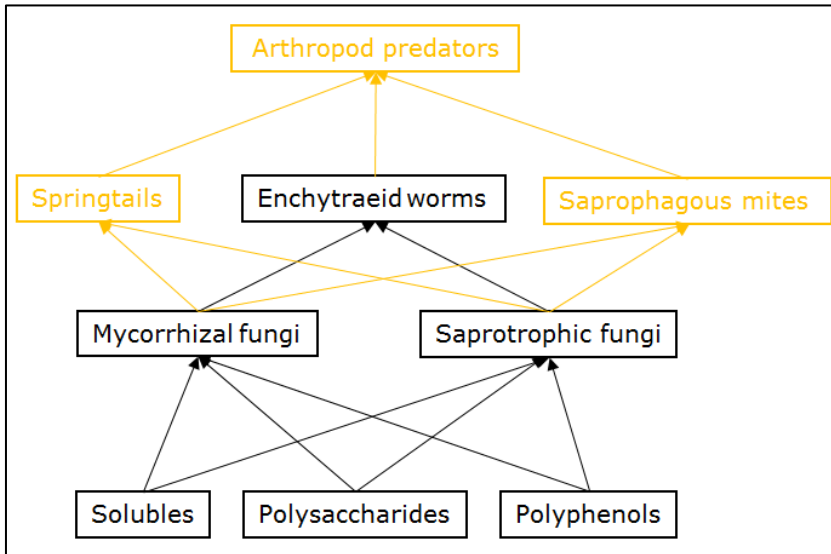 Arthropod predators
Springtails
Enchytraeid worms
Saprophagous mites
Mycorrhizal fungi
Saprotrophic fungi
Solubles
Polysaccharides
Polyphenols